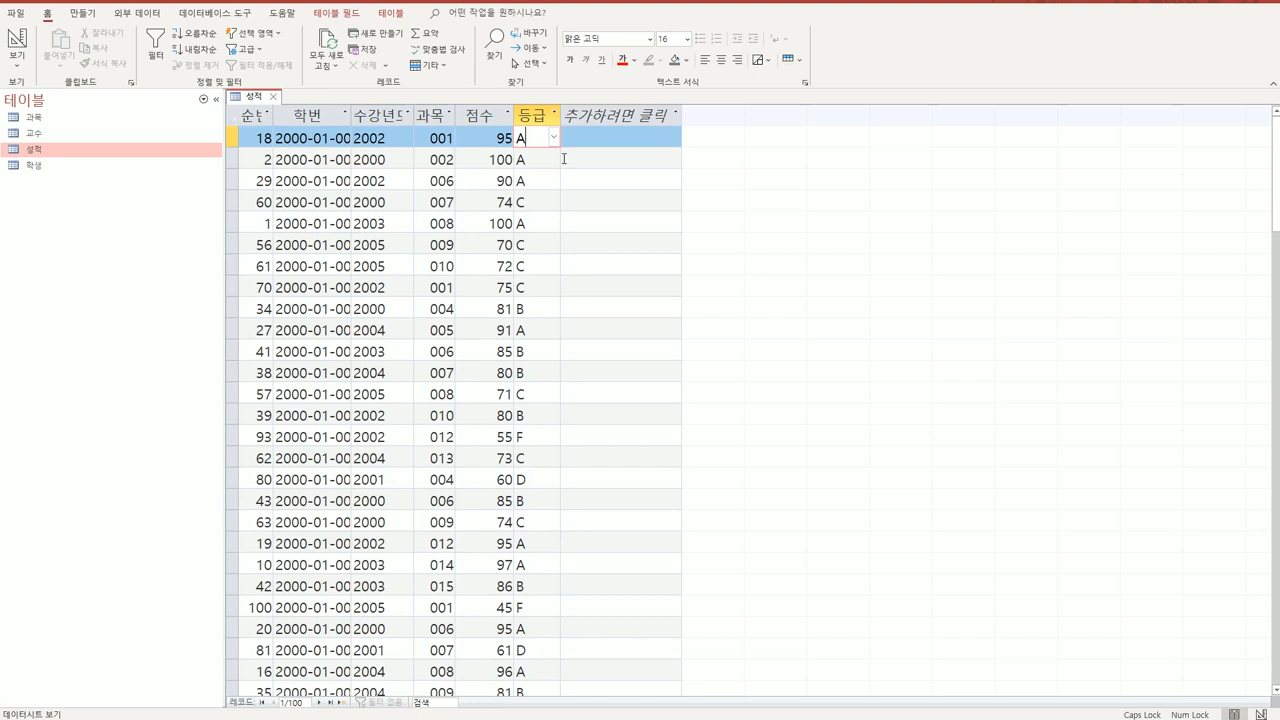 파일 홈 만들기 외부 데이터 데이터베이스 도구 도움말 테이블 필드 테이블 어떤 작업을 원하시나요?
잘라내기 오름차순 선택 영역 새로 만들기 요약 바꾸기 맑은 고딕 16
보기 붙여넣기 복사 필터 내림차순 고급 모두 새로 고침 저장 맞춤법 검사 찾기 이동
서식 복사 정렬 제거 필터 적용/해제 삭제 기타 선택 가 가 가 가
보기 클립보드 정렬 및 필터 레코드 찾기 텍스트 서식
테이블
과목
교수
성적
학생
성적
학번 과목 점수 등급 추가하려면 클릭
18 2000-01-00 2002 001 95 A
2 2000-01-00 2000 002 100 A
29 2000-01-00 2002 006 90 A
60 2000-01-00 2000 007 74 C
1 2000-01-00 2003 008 100 A
56 2000-01-00 2005 009 70 C
61 2000-01-00 2005 010 72 C
70 2000-01-00 2002 001 75 C
34 2000-01-00 2000 004 81 B
27 2000-01-00 2004 005 91 A
41 2000-01-00 2003 006 85 B
38 2000-01-00 2004 007 80 B
57 2000-01-00 2005 008 71 C
39 2000-01-00 2002 010 80 B
93 2000-01-00 2002 012 55 F
62 2000-01-00 2004 013 73 C
80 2000-01-00 2001 004 60 D
43 2000-01-00 2000 006 85 B
63 2000-01-00 2000 009 74 C
19 2000-01-00 2002 012 95 A
10 2000-01-00 2003 014 97 A
42 2000-01-00 2003 015 86 B
100 2000-01-00 2005 001 45 F
20 2000-01-00 2000 006 95 A
81 2000-01-00 2001 007 61 D
16 2000-01-00 2004 008 96 A
35 2000-01-00 2004 009 81 B
레코드: 1/100 필터 없음 검색
데이터시트 보기 Caps Lock Num Lock